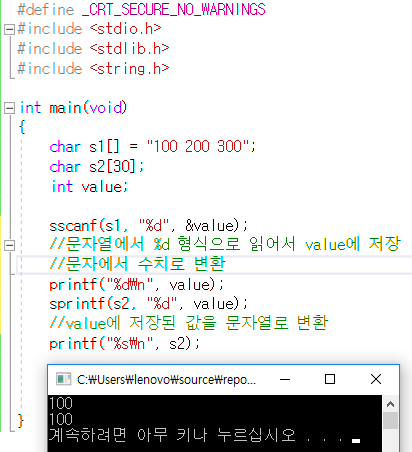 #define _CRT_SECURE_NO_WARNINGS
#include <stdio.h>
#include <stdlib.h>
#include <string.h>
int main(void)
{
char s1[] = "100 200 300";
char s2[30];
int value;
sscanf(s1, "%d", &value);
//문자열에서 %d 형식으로 읽어서 value에 저장
//문자에서 수치로 변환
printf("%d₩n", value);
sprintf(s2, "%d", value);
//value에 저장된 값을 문자열로 변환
printf("%s₩n", s2);
}
C:₩Users₩lenovo₩source₩repo...
100
100
계속하려면 아무 키나 누르십시오 . . .